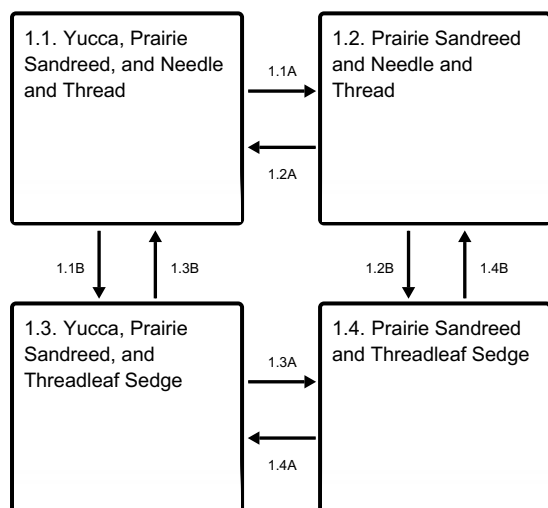 1.1. Yucca, Prairie
Sandreed, and Needle
and Thread
1.1A
1.2. Prairie Sandreed
and Needle and
Thread
1.2A
1.1B
1.3B
1.2B
1.4B
1.3. Yucca, Prairie
Sandreed, and
Threadleaf Sedge
1.3A
1.4. Prairie Sandreed
and Threadleaf Sedge
1.4A